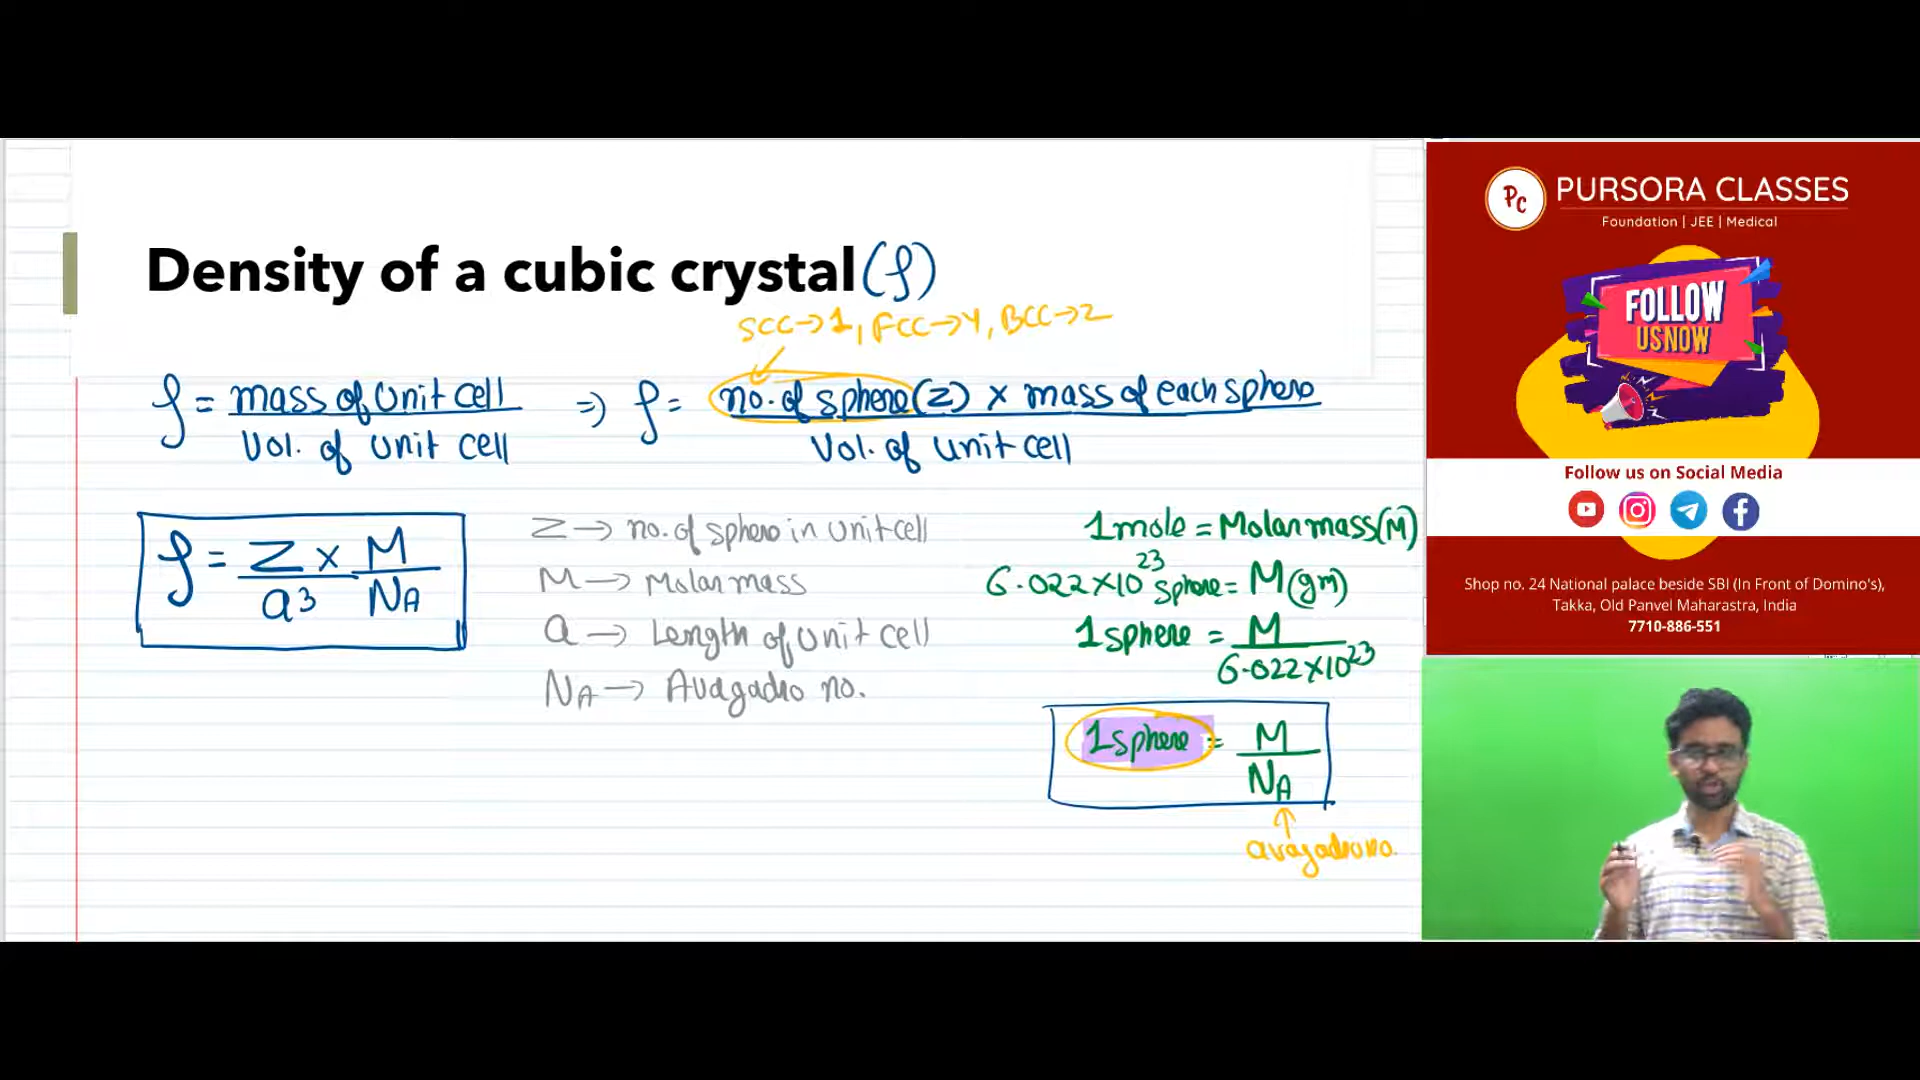 Density of a cubic crystal (ρ)
SCC→1, FCC→4, BCC→2
ρ = mass of unit cell / Vol. of unit cell ⇒ ρ = no. of sphere (Z) × mass of each sphere / Vol. of unit cell
ρ = Z/a³ × M/NA
Z → no. of sphere in unit cell
M → Molar mass
a → Length of unit cell
NA → Avagadro no.
1 mole = Molar mass (M)
6.022×10²³ sphere = M (gm)
1 sphere = M / 6.022×10²³
1 sphere = M / NA
avagadro no.
PC
PURSORA CLASSES
Foundation | JEE | Medical
FOLLOW
US NOW
Follow us on Social Media
Shop no. 24 National palace beside SBI (In Front of Domino's),
Takka, Old Panvel Maharastra, India
7710-886-551